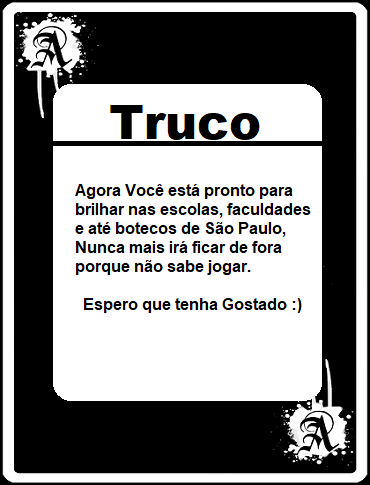 A
Truco
Agora Você está pronto para
brilhar nas escolas, faculdades
e até botecos de São Paulo,
Nunca mais irá ficar de fora
porque não sabe jogar.
Espero que tenha Gostado :)
A